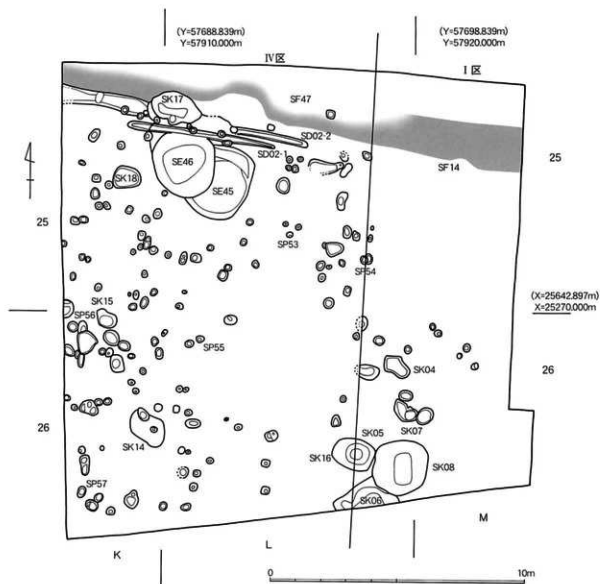 (Y=57688.839m)
Y=57910.000m
(Y=57698.839m)
Y=57920.000m
Ⅳ区
Ⅰ区
SK17
SF47
SD02-2
SD02-1
SE46
SF14
25
SK18
SE45
25
SP53
SP54
(X=25642.897m)
X=25270.000m
SK15
SP56
SP55
SK04
26
SK07
26
SK14
SK05
SK16
SK08
SP57
SK06
K
L
M
0
10m